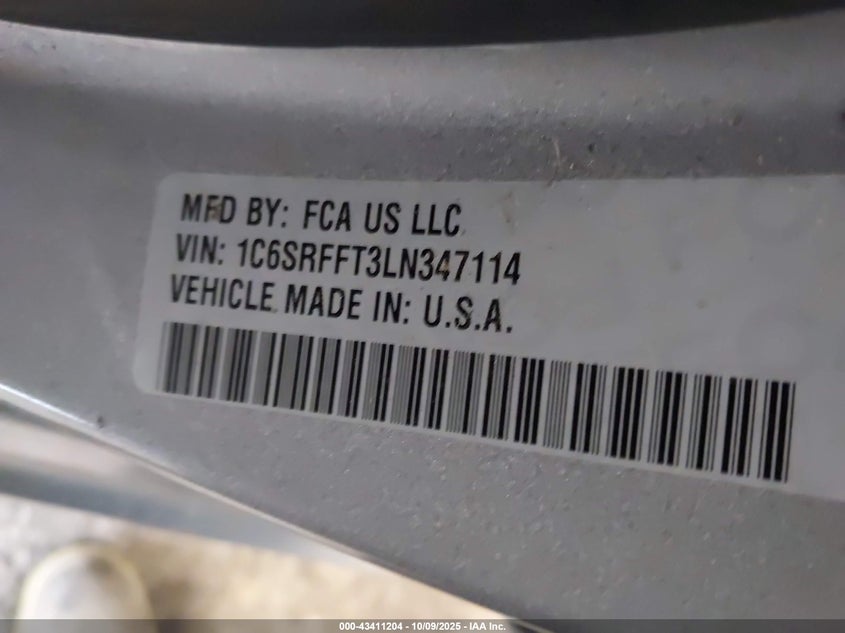 MFD BY: FCA US LLC
VIN: 1C6SRFFT3LN347114
VEHICLE MADE IN: U.S.A.
000-43411204 - 10/09/2025 - IAA Inc.